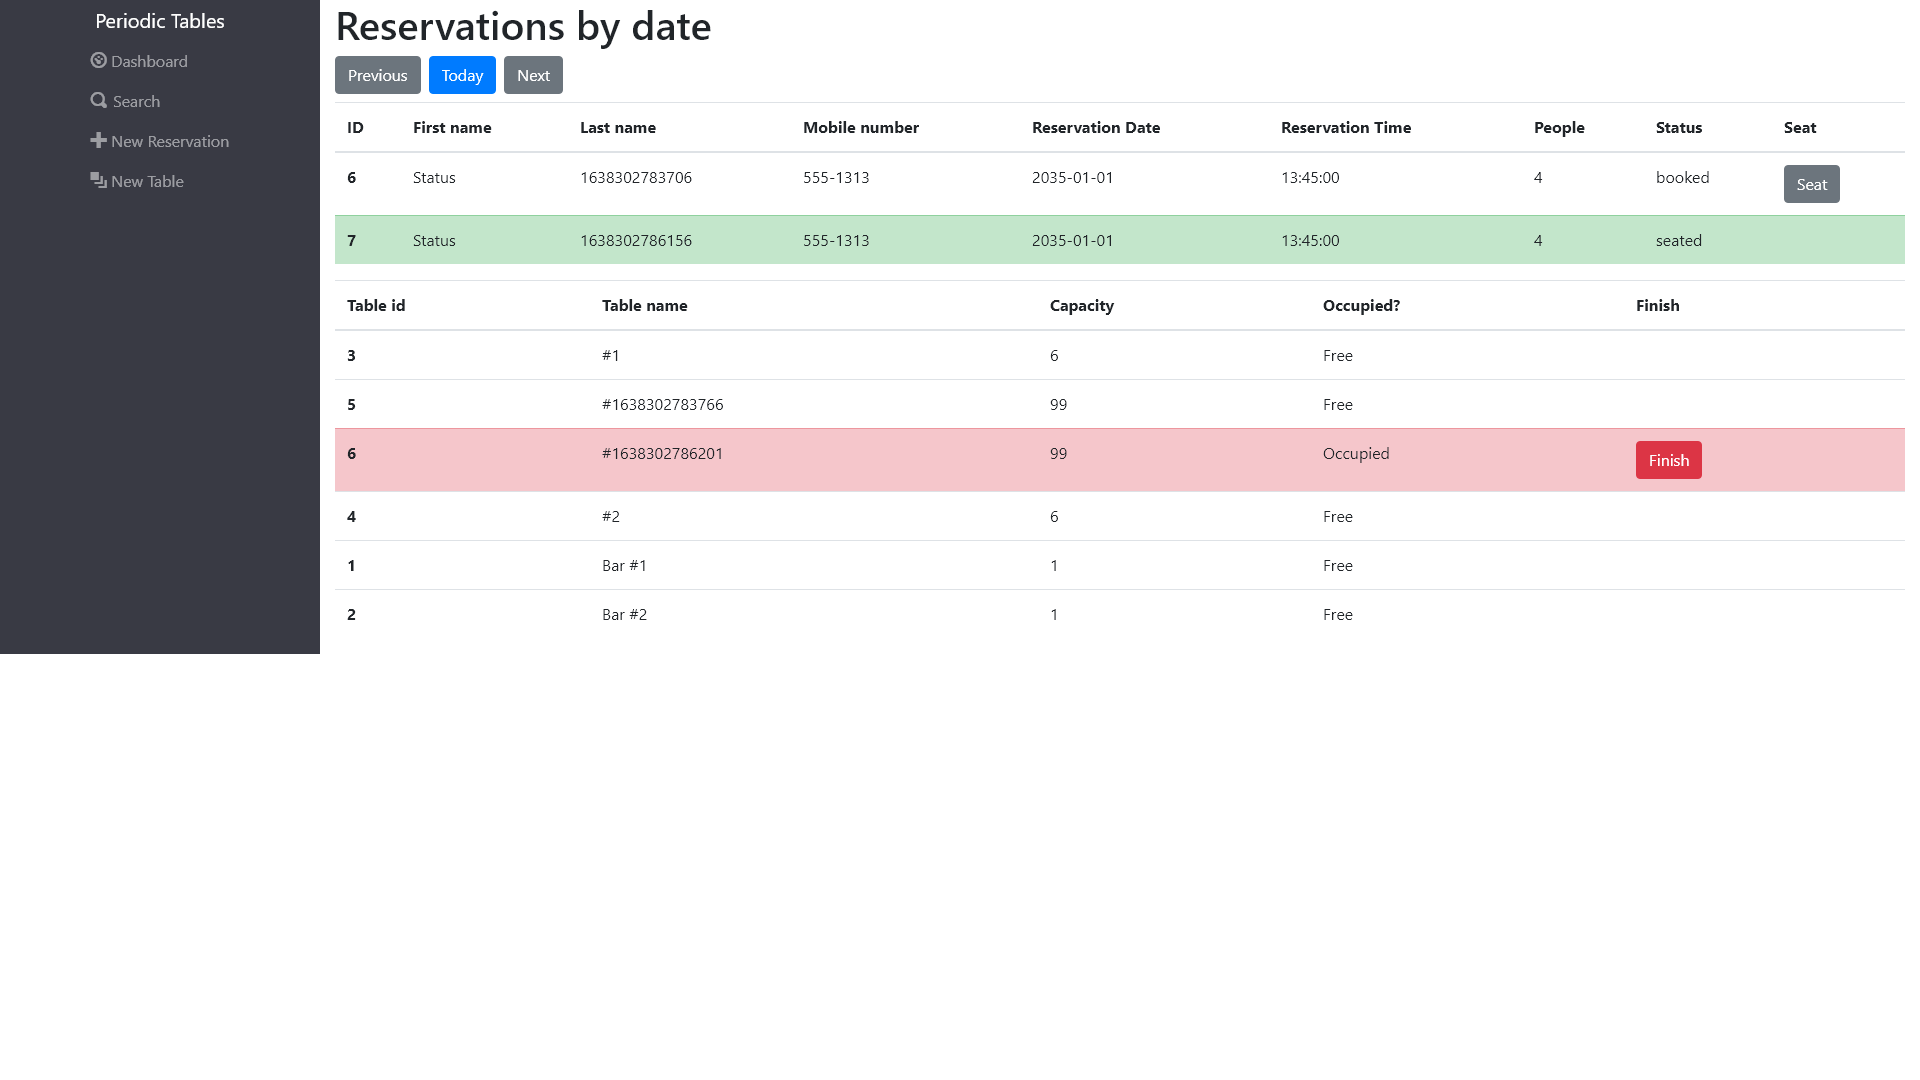 Periodic Tables
Dashboard
Search
New Reservation
New Table
Reservations by date
Previous Today Next
ID First name Last name Mobile number Reservation Date Reservation Time People Status Seat
6 Status 1638302783706 555-1313 2035-01-01 13:45:00 4 booked Seat
7 Status 1638302786156 555-1313 2035-01-01 13:45:00 4 seated
Table id Table name Capacity Occupied? Finish
3 #1 6 Free
5 #1638302783766 99 Free
6 #1638302786201 99 Occupied Finish
4 #2 6 Free
1 Bar #1 1 Free
2 Bar #2 1 Free